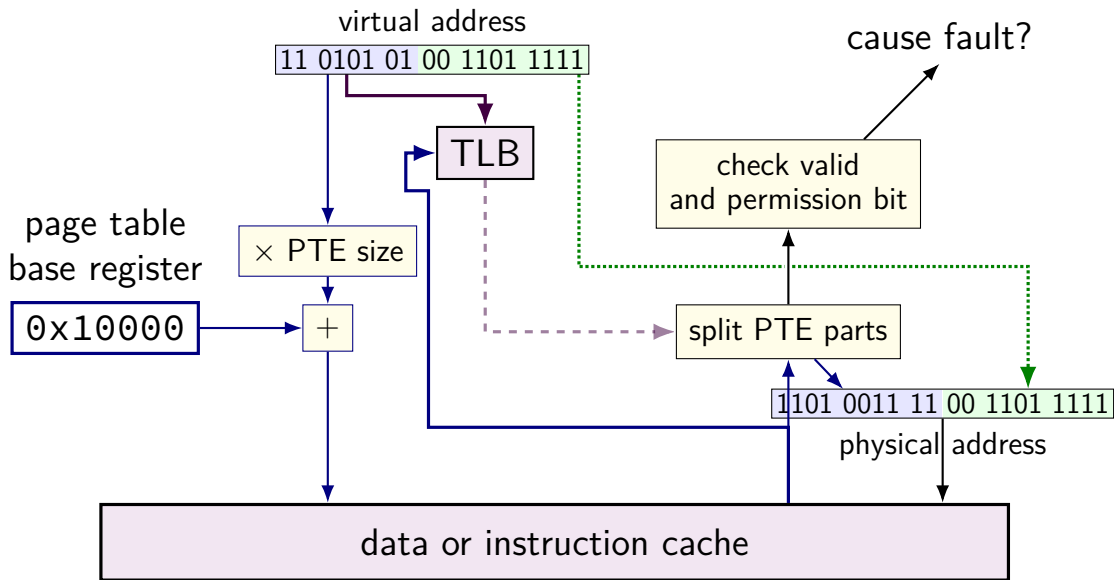 virtual address
11 0101 01 00 1101 1111
cause fault?
TLB
check valid
and permission bit
page table
base register
× PTE size
0x10000
+
split PTE parts
1101 0011 11 00 1101 1111
physical address
data or instruction cache